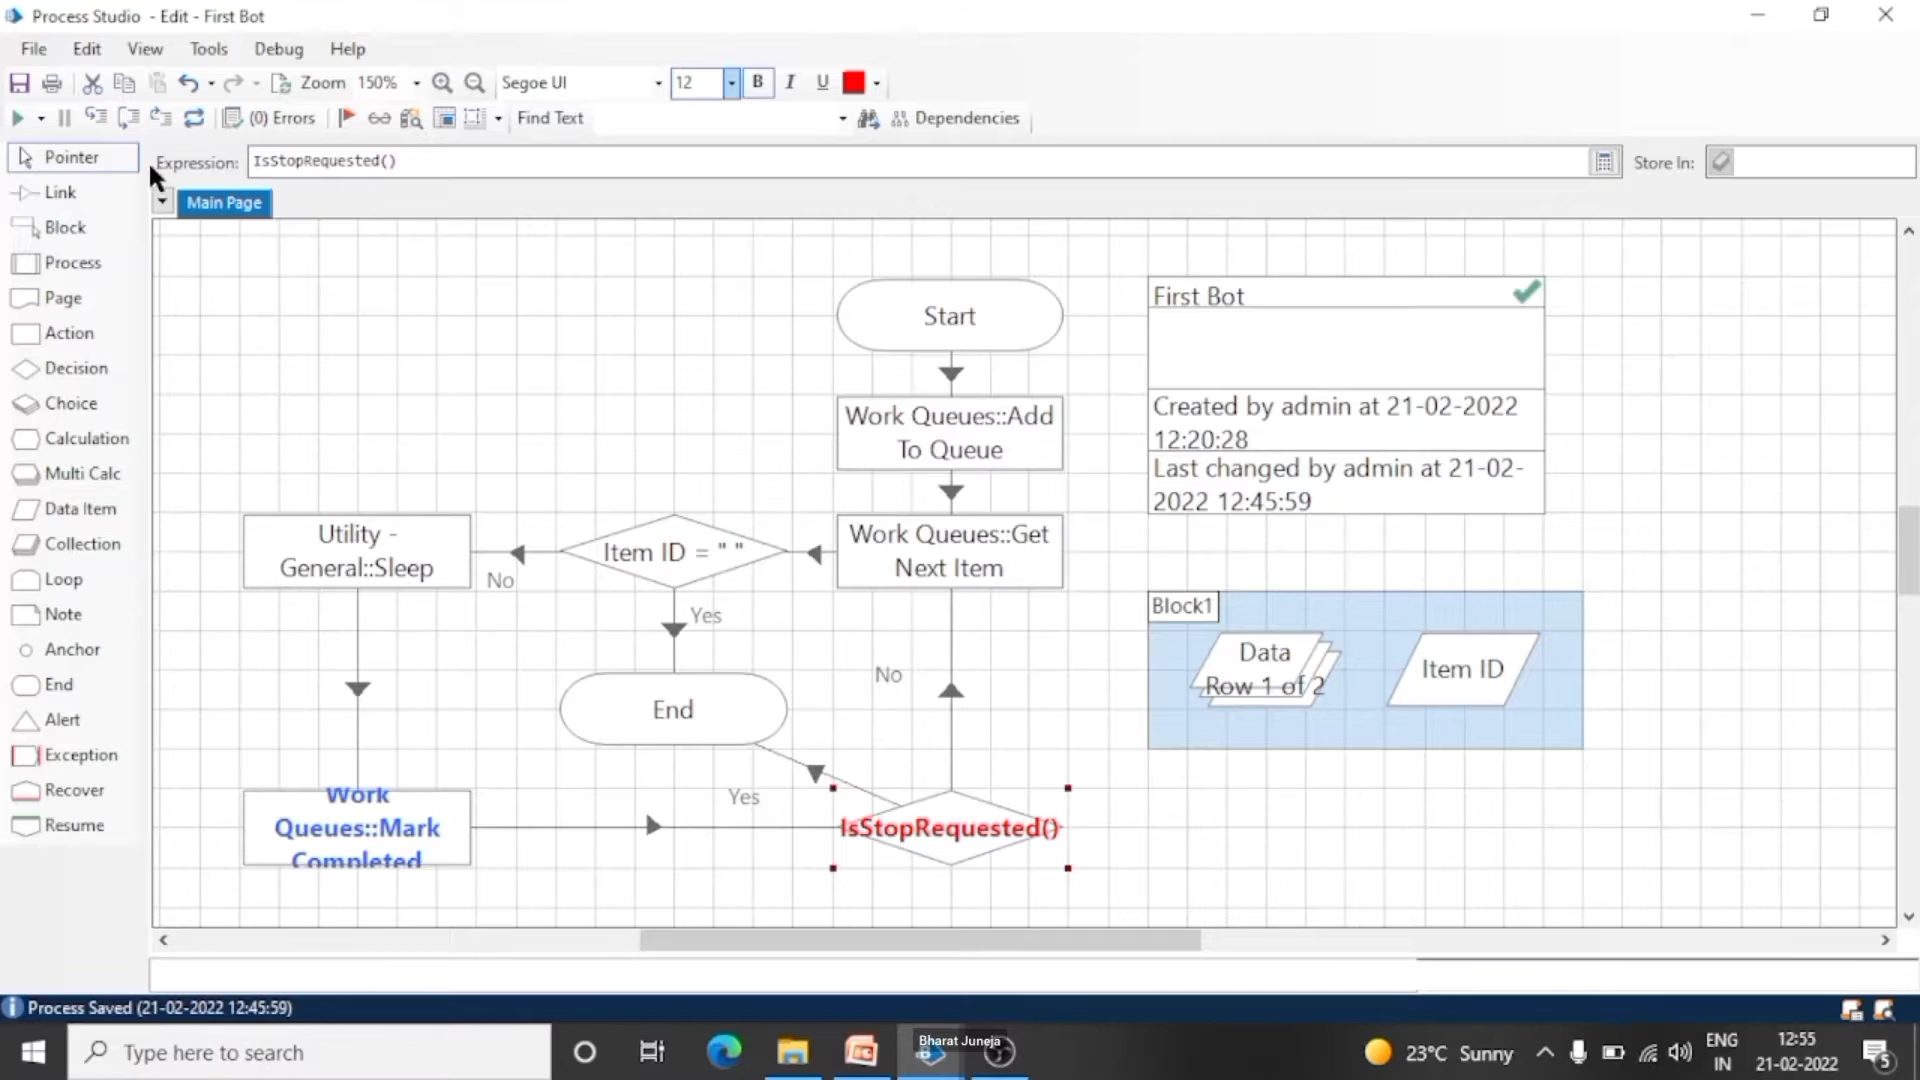 Process Studio - Edit - First Bot
File Edit View Tools Debug Help
Zoom 150% Segoe UI 12 B I U
(0) Errors Find Text Dependencies
Pointer
Expression: IsStopRequested() Store In:
Link
Main Page
Block
Process
Page
Action
Decision
Choice
Calculation
Multi Calc
Data Item
Collection
Loop
Note
Anchor
End
Alert
Exception
Recover
Resume
Start
Work Queues::Add
To Queue
Work Queues::Get
Next Item
Item ID = " "
No
Yes
Utility -
General::Sleep
End
No
Yes
Work
Queues::Mark
Completed
IsStopRequested()
First Bot
Created by admin at 21-02-2022
12:20:28
Last changed by admin at 21-02-
2022 12:45:59
Block1
Data
Row 1 of 2
Item ID
Process Saved (21-02-2022 12:45:59)
Type here to search
Bharat Juneja
23°C Sunny
ENG
IN
12:55
21-02-2022
5